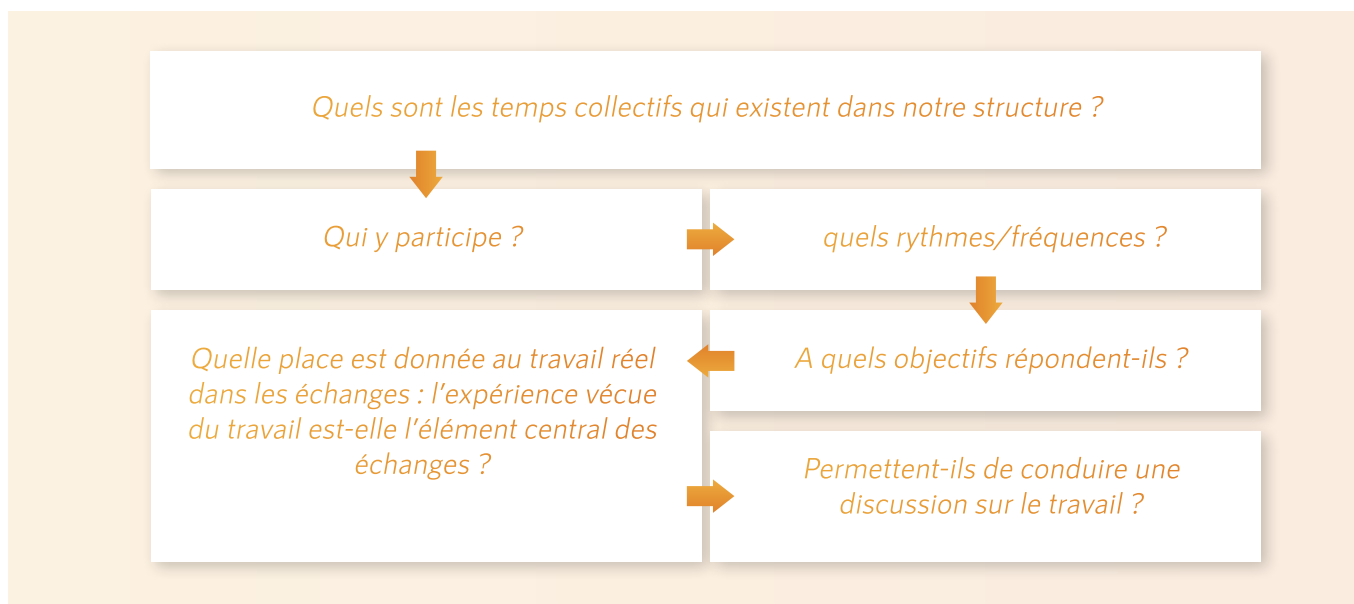 Quels sont les temps collectifs qui existent dans notre structure ?
Qui y participe ?
quels rythmes/fréquences ?
A quels objectifs répondent-ils ?
Quelle place est donnée au travail réel
dans les échanges : l’expérience vécue
du travail est-elle l’élément central des
échanges ?
Permettent-ils de conduire une
discussion sur le travail ?